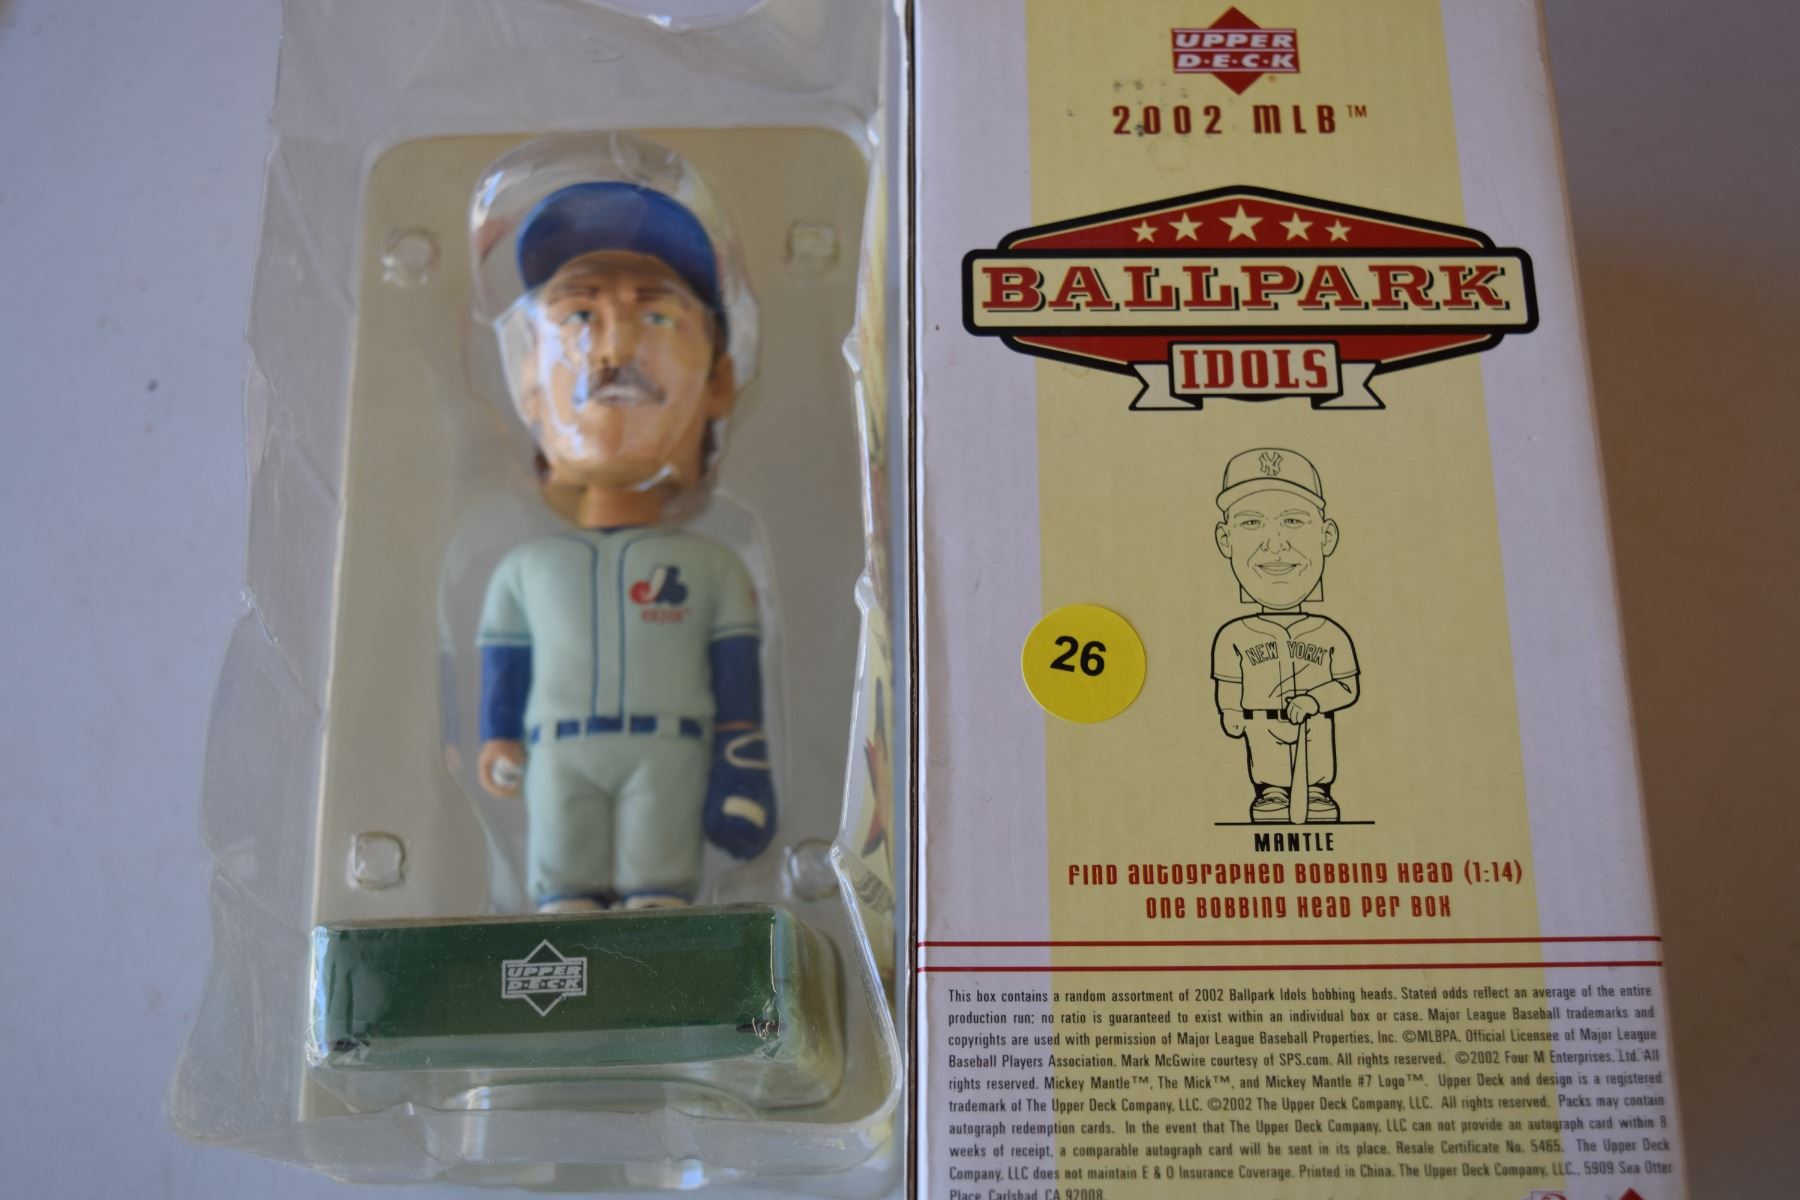 UPPER
D·E·C·K
2002 MLB™
BALLPARK
IDOLS
NEW YORK
26
MANTLE
FIND AUTOGRAPHED BOBBING HEAD (1:14)
ONE BOBBING HEAD PER BOX
This box contains a random assortment of 2002 Ballpark Idols bobbing heads. Stated odds reflect an average of the entire
production run; no ratio is guaranteed to exist within an individual box or case. Major League Baseball trademarks and
copyrights are used with permission of Major League Baseball Properties, Inc. ©MLBPA. Official Licensee of Major League
Baseball Players Association. Mark McGwire courtesy of SPS.com. All rights reserved. ©2002 Four M Enterprises, Ltd. All
rights reserved. Mickey Mantle™, The Mick™, and Mickey Mantle #7 Logo™. Upper Deck and design is a registered
trademark of The Upper Deck Company, LLC. ©2002 The Upper Deck Company, LLC. All rights reserved. Packs may contain
autograph redemption cards. In the event that The Upper Deck Company, LLC can not provide an autograph card within 8
weeks of receipt, a comparable autograph card will be sent in its place. Resale Certificate No. 5465. The Upper Deck
Company, LLC does not maintain E & O Insurance Coverage. Printed in China. The Upper Deck Company, LLC., 5909 Sea Otter
Place, Carlsbad, CA 92008.
UPPER
D·E·C·K